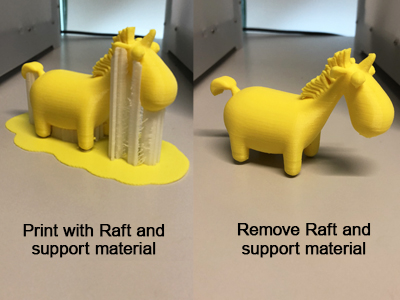 Print with Raft and
support material
Remove Raft and
support material